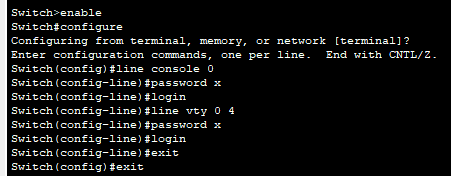 Switch>enable
Switch#configure
Configuring from terminal, memory, or network [terminal]?
Enter configuration commands, one per line.  End with CNTL/Z.
Switch(config)#line console 0
Switch(config-line)#password x
Switch(config-line)#login
Switch(config-line)#line vty 0 4
Switch(config-line)#password x
Switch(config-line)#login
Switch(config-line)#exit
Switch(config)#exit